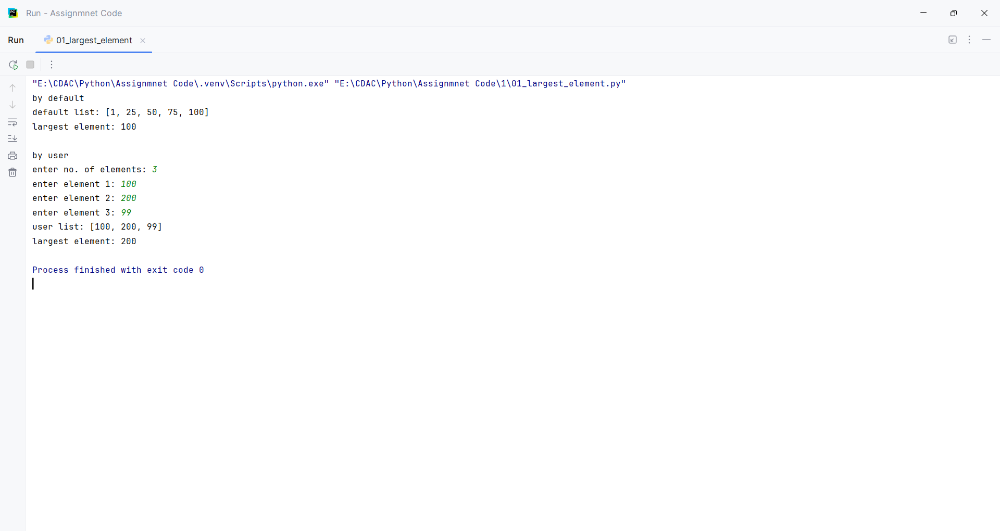 Run - Assignmnet Code
Run 01_largest_element
"E:\CDAC\Python\Assignmnet Code\.venv\Scripts\python.exe" "E:\CDAC\Python\Assignmnet Code\1\01_largest_element.py"
by default
default list: [1, 25, 50, 75, 100]
largest element: 100
by user
enter no. of elements: 3
enter element 1: 100
enter element 2: 200
enter element 3: 99
user list: [100, 200, 99]
largest element: 200
Process finished with exit code 0